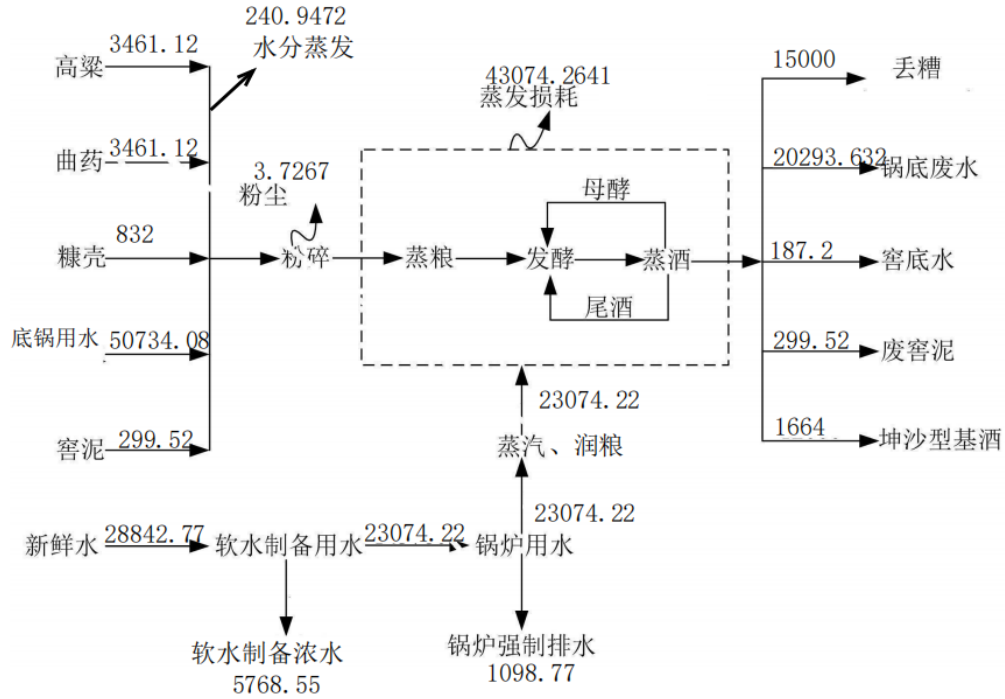 240.9472
水分蒸发
高粱
3461.12
43074.2641
蒸发损耗
15000
丢糟
曲药
3461.12
3.7267
粉尘
20293.632
锅底废水
母酵
糠壳
832
粉碎
蒸粮
发酵
蒸酒
187.2
窖底水
尾酒
底锅用水
50734.08
299.52
废窖泥
23074.22
窖泥
299.52
蒸汽、润粮
1664
坤沙型基酒
23074.22
新鲜水
28842.77
软水制备用水
23074.22
锅炉用水
软水制备浓水
5768.55
锅炉强制排水
1098.77